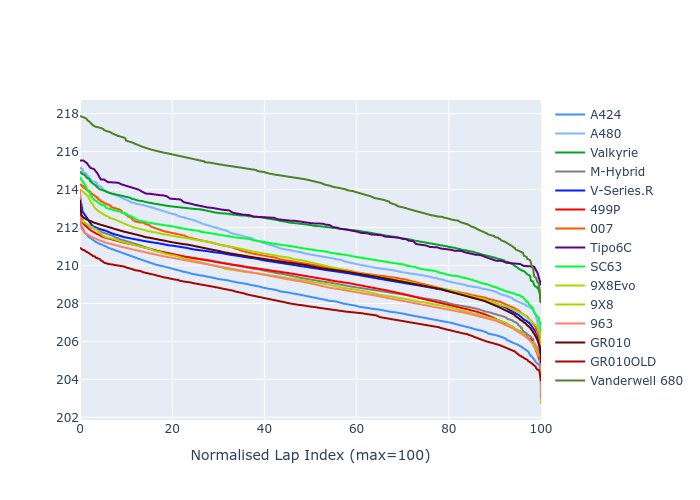 218
216
214
212
210
208
206
204
202
0 20 40 60 80 100
Normalised Lap Index (max=100)
A424
A480
Valkyrie
M-Hybrid
V-Series.R
499P
007
Tipo6C
SC63
9X8Evo
9X8
963
GR010
GR010OLD
Vanderwell 680